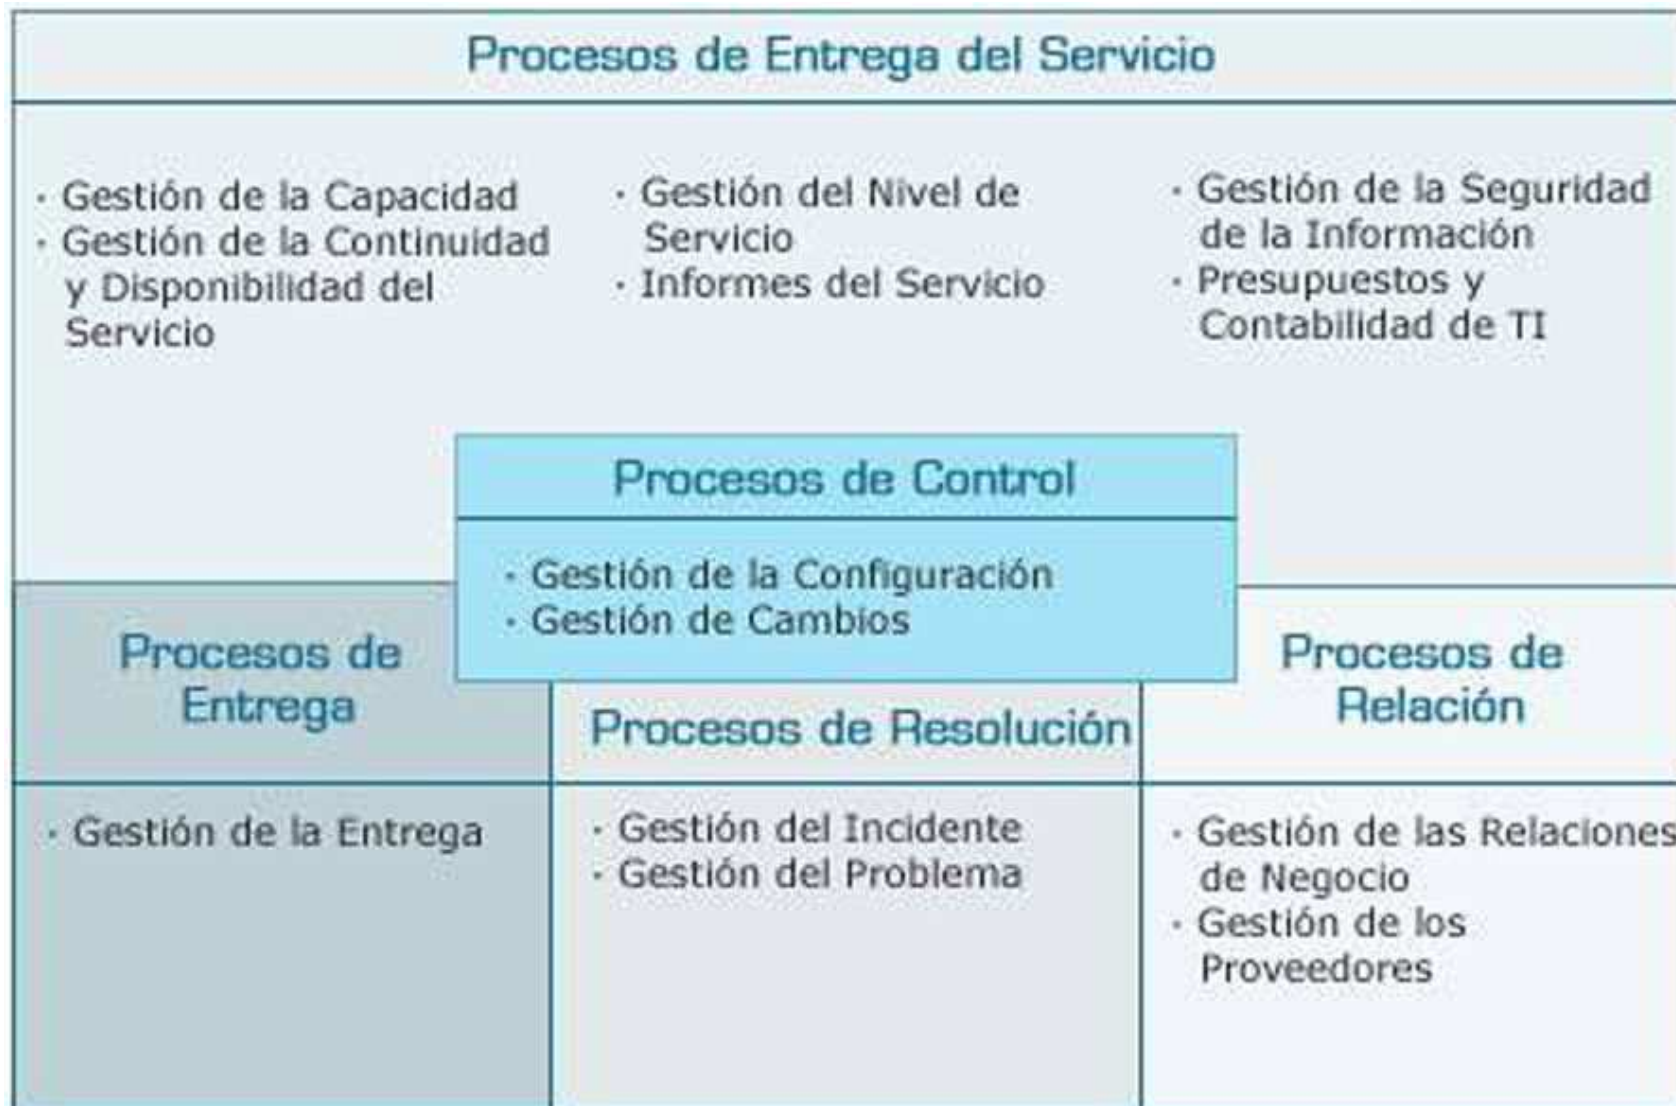 Procesos de Entrega del Servicio
· Gestión de la Capacidad
· Gestión de la Continuidad
y Disponibilidad del
Servicio
· Gestión del Nivel de
Servicio
· Informes del Servicio
· Gestión de la Seguridad
de la Información
· Presupuestos y
Contabilidad de TI
Procesos de Control
· Gestión de la Configuración
· Gestión de Cambios
Procesos de
Entrega
· Gestión de la Entrega
Procesos de Resolución
· Gestión del Incidente
· Gestión del Problema
Procesos de
Relación
· Gestión de las Relaciones
de Negocio
· Gestión de los
Proveedores